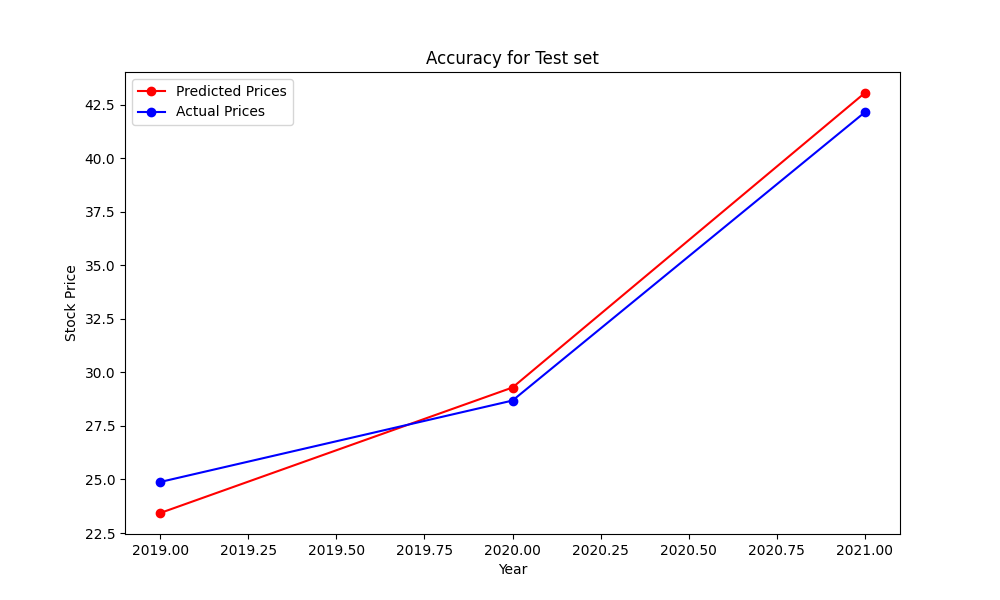 Accuracy for Test set
Predicted Prices
Actual Prices
42.5
40.0
37.5
35.0
32.5
30.0
27.5
25.0
22.5
Stock Price
2019.00 2019.25 2019.50 2019.75 2020.00 2020.25 2020.50 2020.75 2021.00
Year